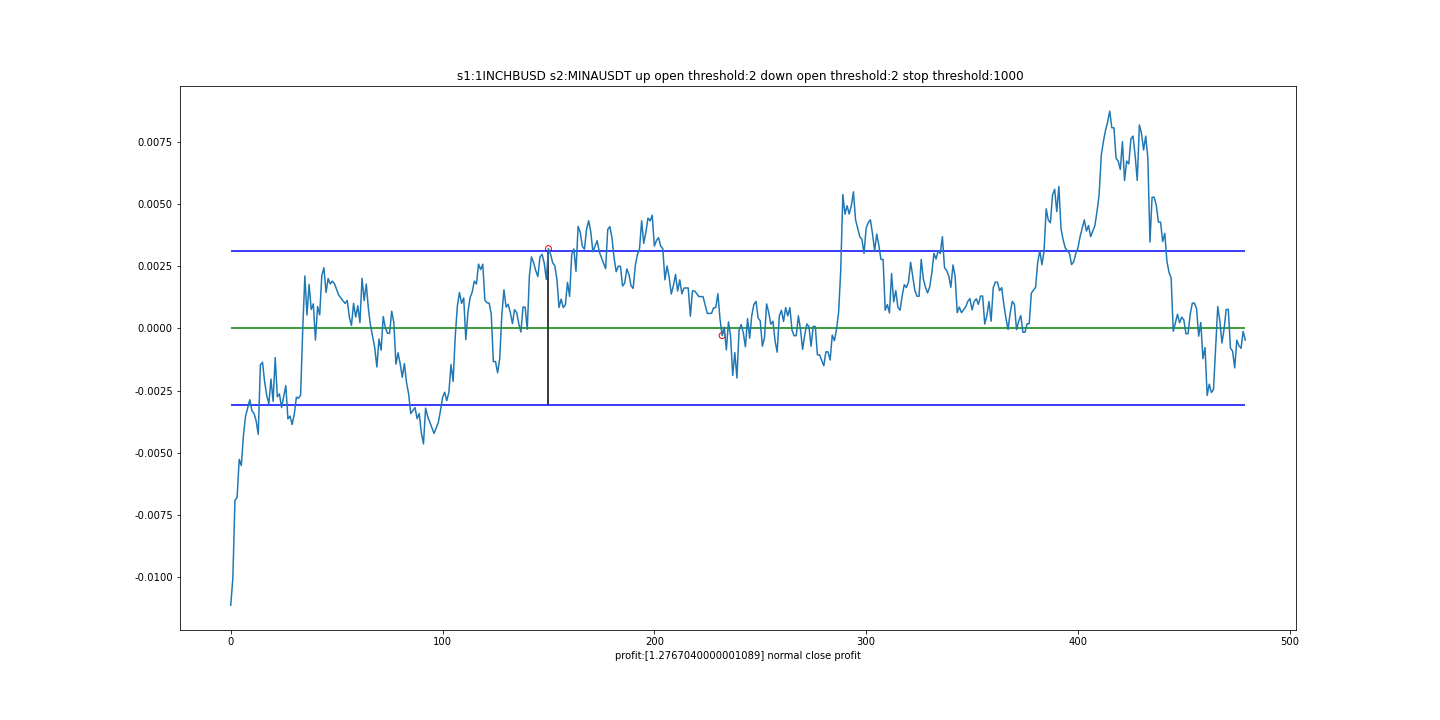 s1:1INCHBUSD s2:MINAUSDT up open threshold:2 down open threshold:2 stop threshold:1000
0.0075
0.0050
0.0025
0.0000
-0.0025
-0.0050
-0.0075
-0.0100
0 100 200 300 400 500
profit:[1.2767040000001089] normal close profit